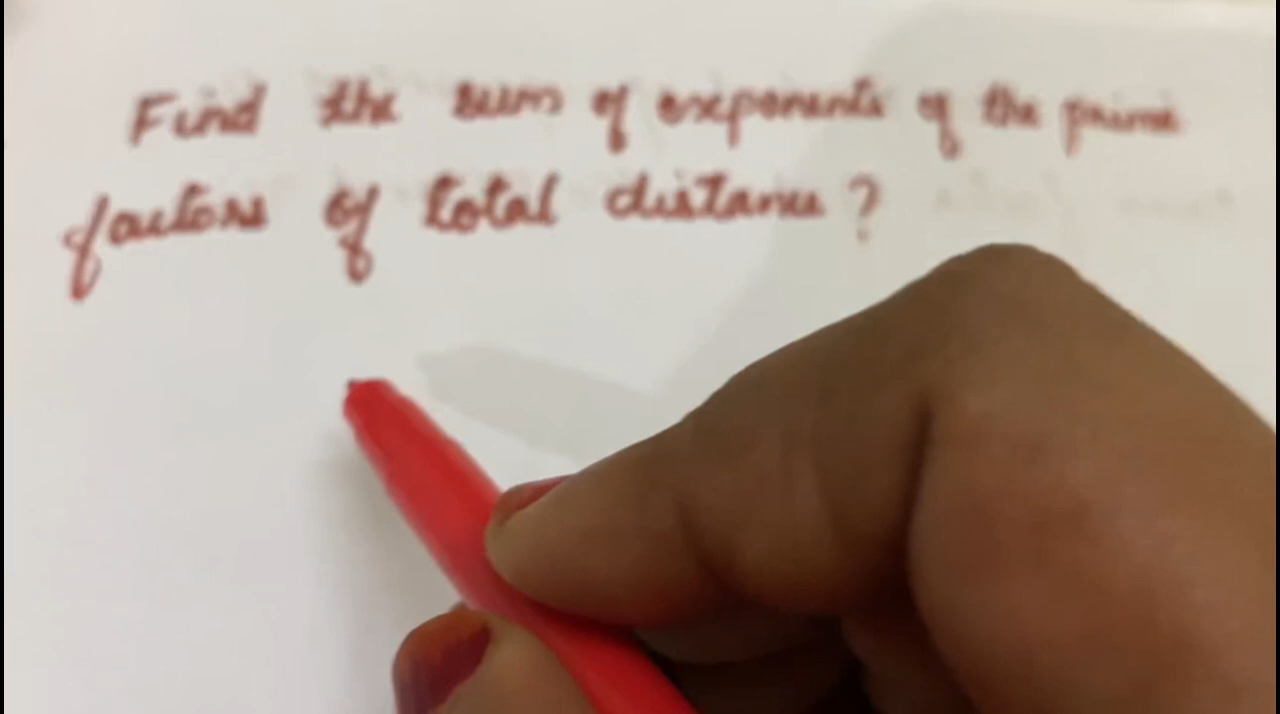 Find the sum of exponents of the prime
factors of total distance ?